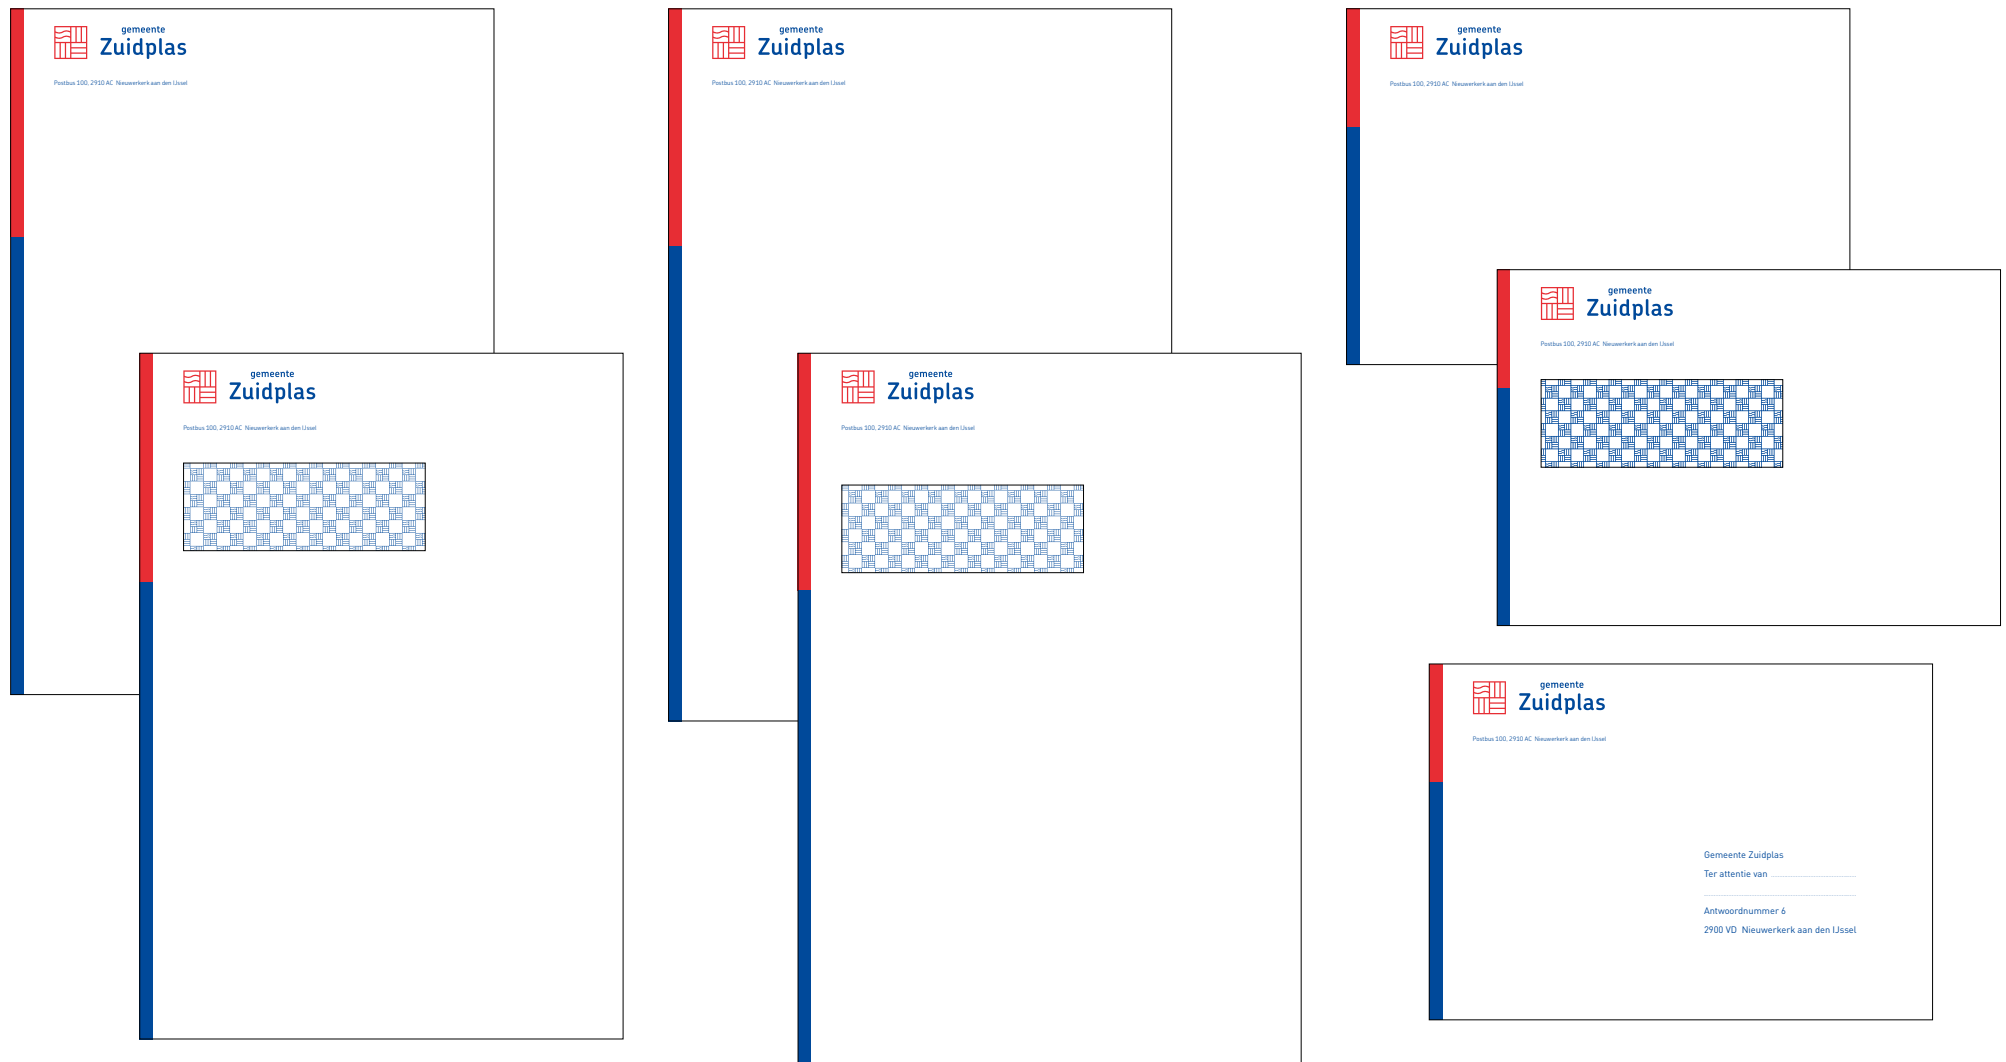 gemeente
Zuidplas
Postbus 100, 2910 AC Nieuwerkerk aan den IJssel
gemeente
Zuidplas
Postbus 100, 2910 AC Nieuwerkerk aan den IJssel
gemeente
Zuidplas
Postbus 100, 2910 AC Nieuwerkerk aan den IJssel
gemeente
Zuidplas
Postbus 100, 2910 AC Nieuwerkerk aan den IJssel
gemeente
Zuidplas
Postbus 100, 2910 AC Nieuwerkerk aan den IJssel
gemeente
Zuidplas
Postbus 100, 2910 AC Nieuwerkerk aan den IJssel
gemeente
Zuidplas
Postbus 100, 2910 AC Nieuwerkerk aan den IJssel
Gemeente Zuidplas
Ter attentie van
Antwoordnummer 6
2900 VD Nieuwerkerk aan den IJssel